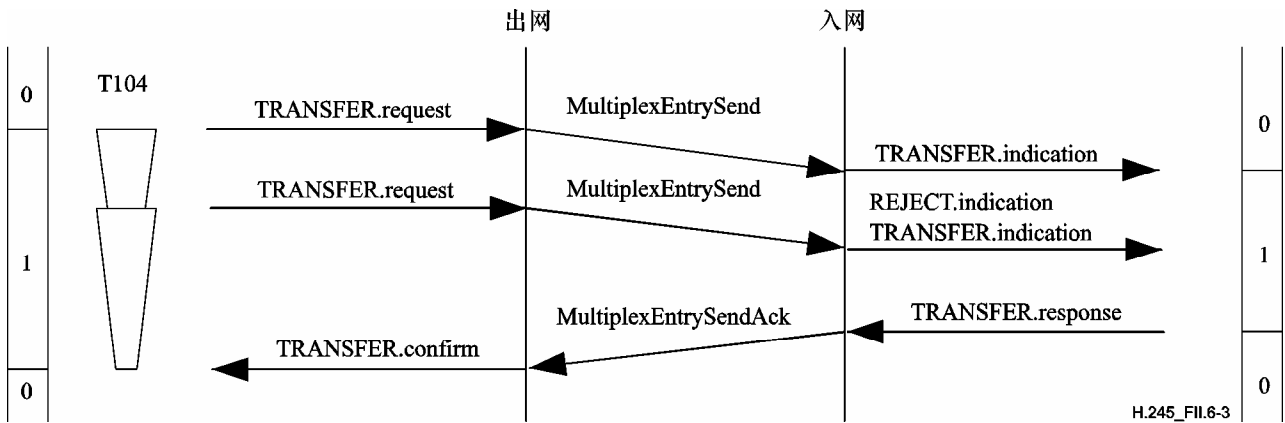 出网 入网
T104
0
TRANSFER.request MultiplexEntrySend
0
TRANSFER.indication
TRANSFER.request MultiplexEntrySend
REJECT.indication
TRANSFER.indication
1
1
MultiplexEntrySendAck TRANSFER.response
TRANSFER.confirm
0
0
H.245_FII.6-3